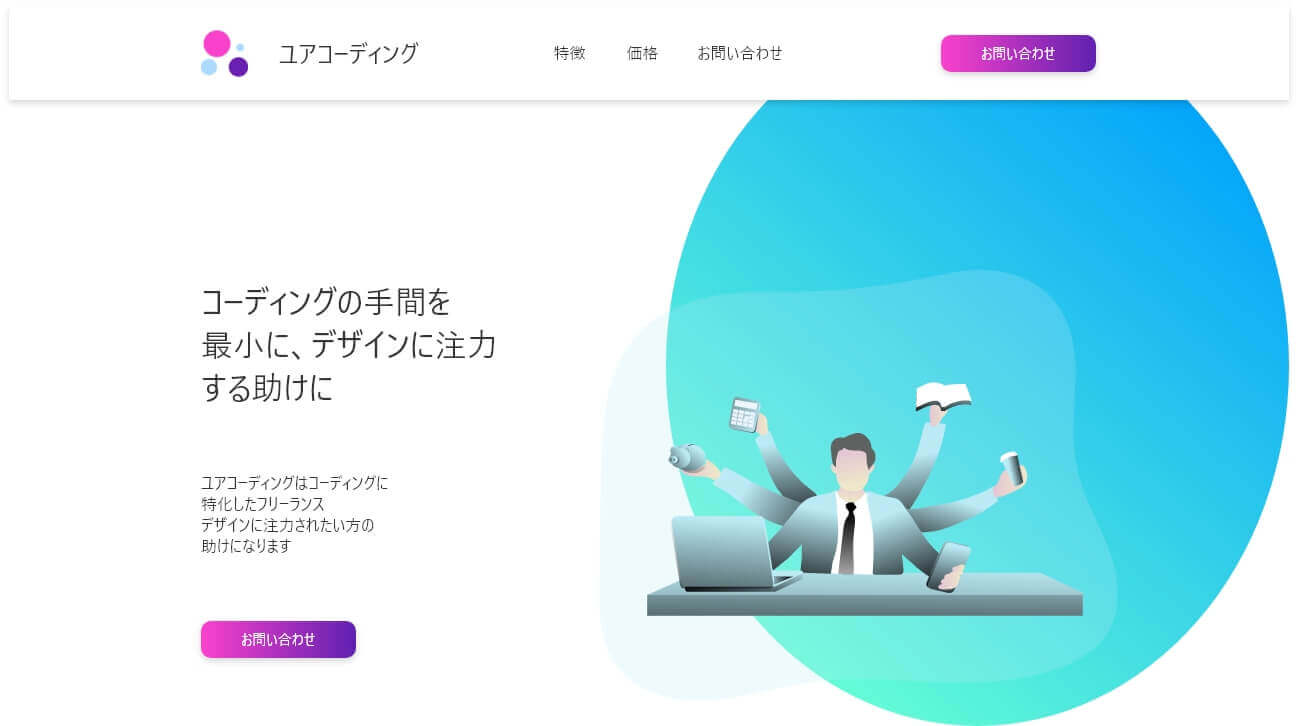 ユアコーディング
特徴
価格
お問い合わせ
お問い合わせ
コーディングの手間を
最小に、デザインに注力
する助けに
ユアコーディングはコーディングに
特化したフリーランス
デザインに注力されたい方の
助けになります
お問い合わせ